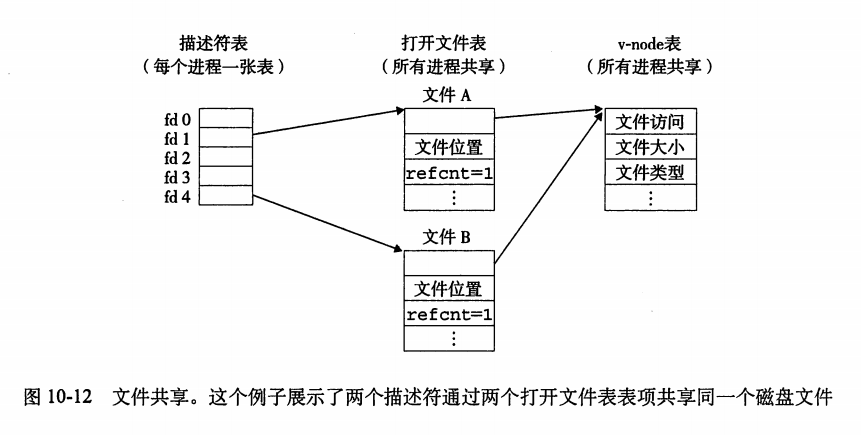 描述符表
（每个进程一张表）
打开文件表
（所有进程共享）
v-node表
（所有进程共享）
文件 A
fd 0
fd 1
fd 2
fd 3
fd 4
文件位置
refcnt=1
⋮
文件访问
文件大小
文件类型
⋮
文件 B
文件位置
refcnt=1
⋮
图 10-12 文件共享。这个例子展示了两个描述符通过两个打开文件表表项共享同一个磁盘文件